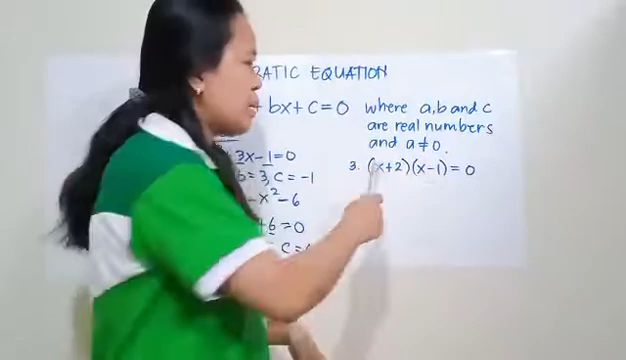 RATIC EQUATION
+ bx + c = 0 where a, b and c
are real numbers
and a ≠ 0.
3x - 1 = 0
3. (x+2)(x-1) = 0
b = 3, c = -1
- x² - 6
+ 6 = 0
c =